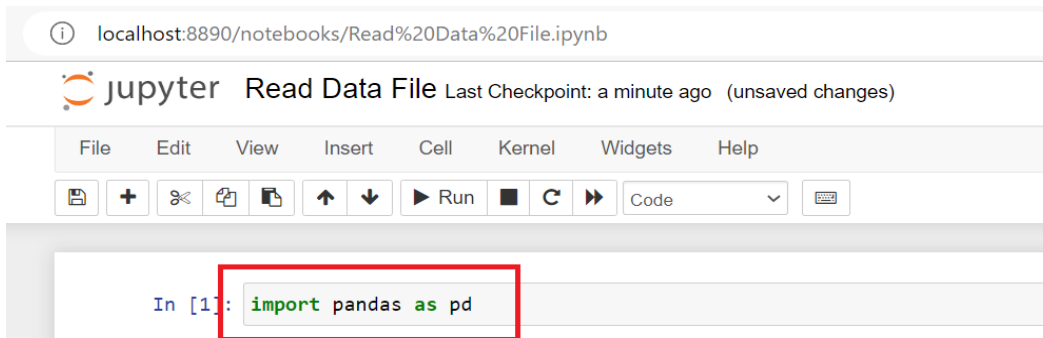 localhost:8890/notebooks/Read%20Data%20File.ipynb
jupyter Read Data File Last Checkpoint: a minute ago (unsaved changes)
File Edit View Insert Cell Kernel Widgets Help
Run Code
In [1]: import pandas as pd